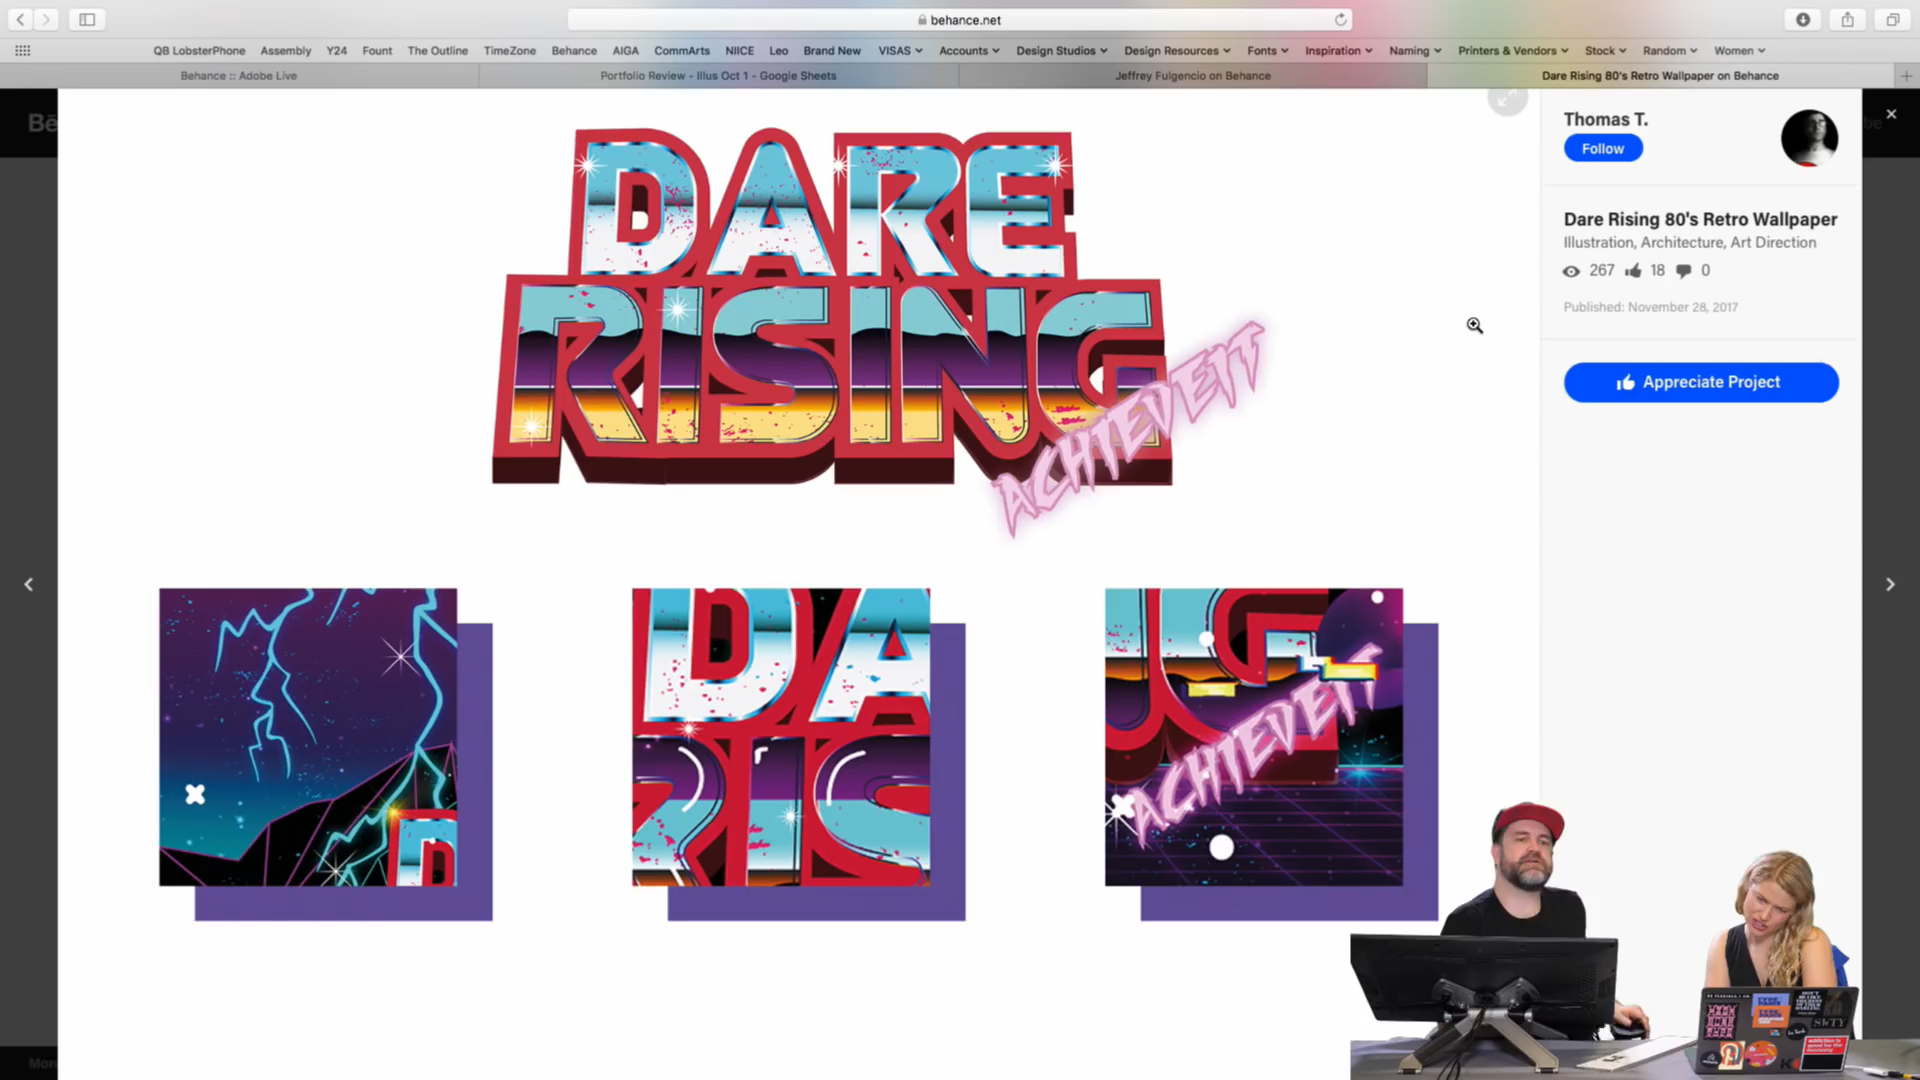 behance.net
QB LobsterPhone Assembly Y24 Fount The Outline TimeZone Behance AIGA CommArts NIICE Leo Brand New VISAS Accounts Design Studios Design Resources Fonts Inspiration Naming Printers & Vendors Stock Random Women
Behance :: Adobe Live
Portfolio Review - Illus Oct 1 - Google Sheets
Jeffrey Fulgencio on Behance
Dare Rising 80's Retro Wallpaper on Behance
Bē
Thomas T.
Follow
Dare Rising 80's Retro Wallpaper
Illustration, Architecture, Art Direction
267 18 0
Published: November 28, 2017
Appreciate Project
DARE
RISING
ACHIEVEIT
D
DA
RIS
G
ACHIEVEIT
More